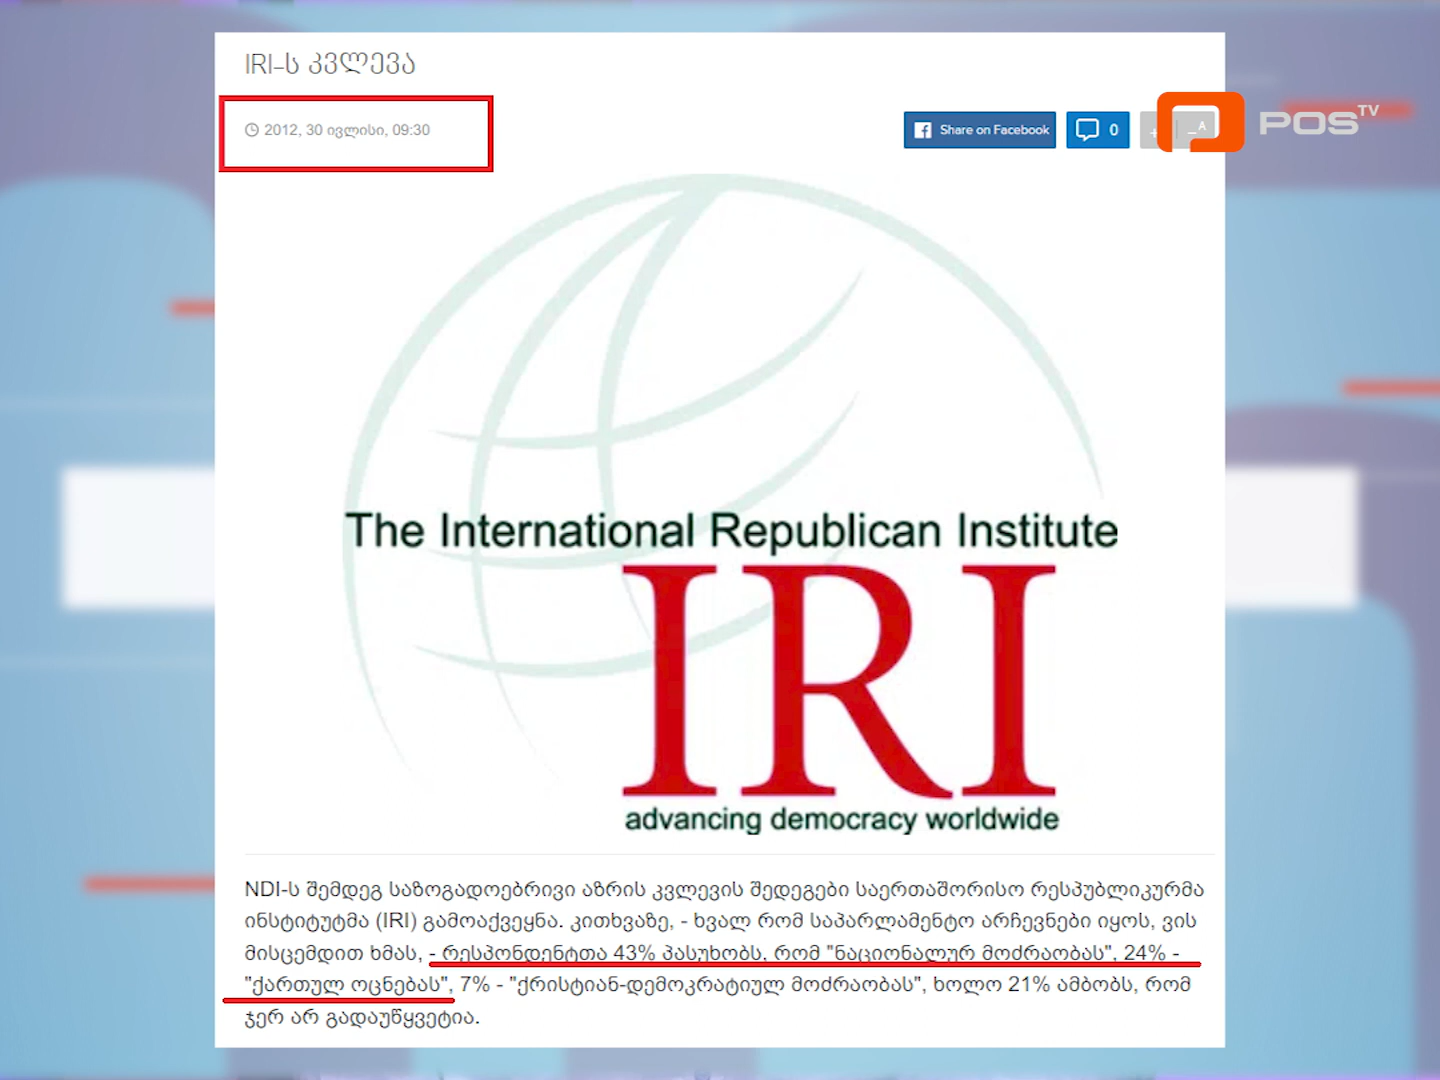 IRI-ს კვლევა
2012, 30 ივლისი, 09:30
Share on Facebook
0
+
_A
POS TV
The International Republican Institute
IRI
advancing democracy worldwide
NDI-ს შემდეგ საზოგადოებრივი აზრის კვლევის შედეგები საერთაშორისო რესპუბლიკურმა
ინსტიტუტმა (IRI) გამოაქვეყნა. კითხვაზე, - ხვალ რომ საპარლამენტო არჩევნები იყოს, ვის
მისცემდით ხმას, - რესპონდენტთა 43% პასუხობს, რომ "ნაციონალურ მოძრაობას", 24% -
"ქართულ ოცნებას", 7% - "ქრისტიან-დემოკრატიულ მოძრაობას", ხოლო 21% ამბობს, რომ
ჯერ არ გადაუწყვეტია.